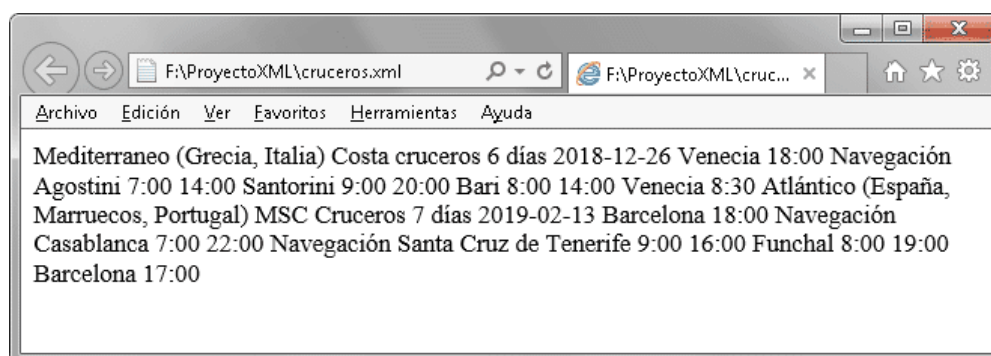 F:\ProyectoXML\cruceros.xml
F:\ProyectoXML\cruc...
Archivo Edición Ver Favoritos Herramientas Ayuda
Mediterraneo (Grecia, Italia) Costa cruceros 6 días 2018-12-26 Venecia 18:00 Navegación
Agostini 7:00 14:00 Santorini 9:00 20:00 Bari 8:00 14:00 Venecia 8:30 Atlántico (España,
Marruecos, Portugal) MSC Cruceros 7 días 2019-02-13 Barcelona 18:00 Navegación
Casablanca 7:00 22:00 Navegación Santa Cruz de Tenerife 9:00 16:00 Funchal 8:00 19:00
Barcelona 17:00